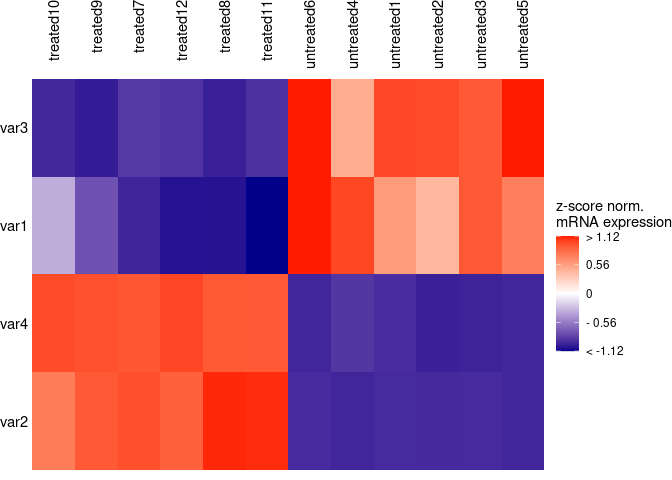 treated10
treated9
treated7
treated12
treated8
treated11
untreated6
untreated4
untreated1
untreated2
untreated3
untreated5
var3
var1
var4
var2
z-score norm.
mRNA expression
> 1.12
0.56
0
- 0.56
< -1.12